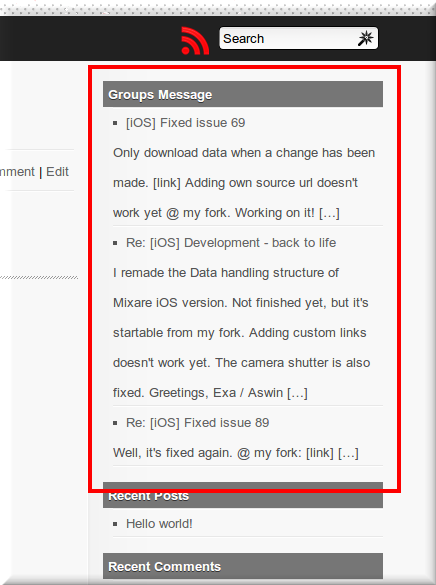 Search
Groups Message
[iOS] Fixed issue 69
Only download data when a change has been
made. [link] Adding own source url doesn't
work yet @ my fork. Working on it! […]
mment | Edit
Re: [iOS] Development - back to life
I remade the Data handling structure of
Mixare iOS version. Not finished yet, but it's
startable from my fork. Adding custom links
doesn't work yet. The camera shutter is also
fixed. Greetings, Exa / Aswin […]
Re: [iOS] Fixed issue 89
Well, it's fixed again. @ my fork: [link] […]
Recent Posts
Hello world!
Recent Comments